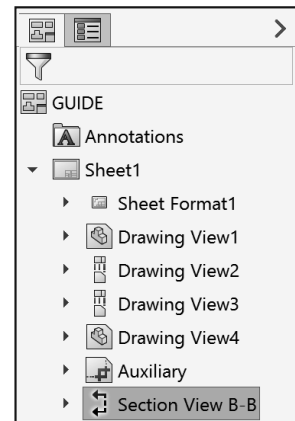 GUIDE
Annotations
Sheet1
Sheet Format1
Drawing View1
Drawing View2
Drawing View3
Drawing View4
Auxiliary
Section View B-B